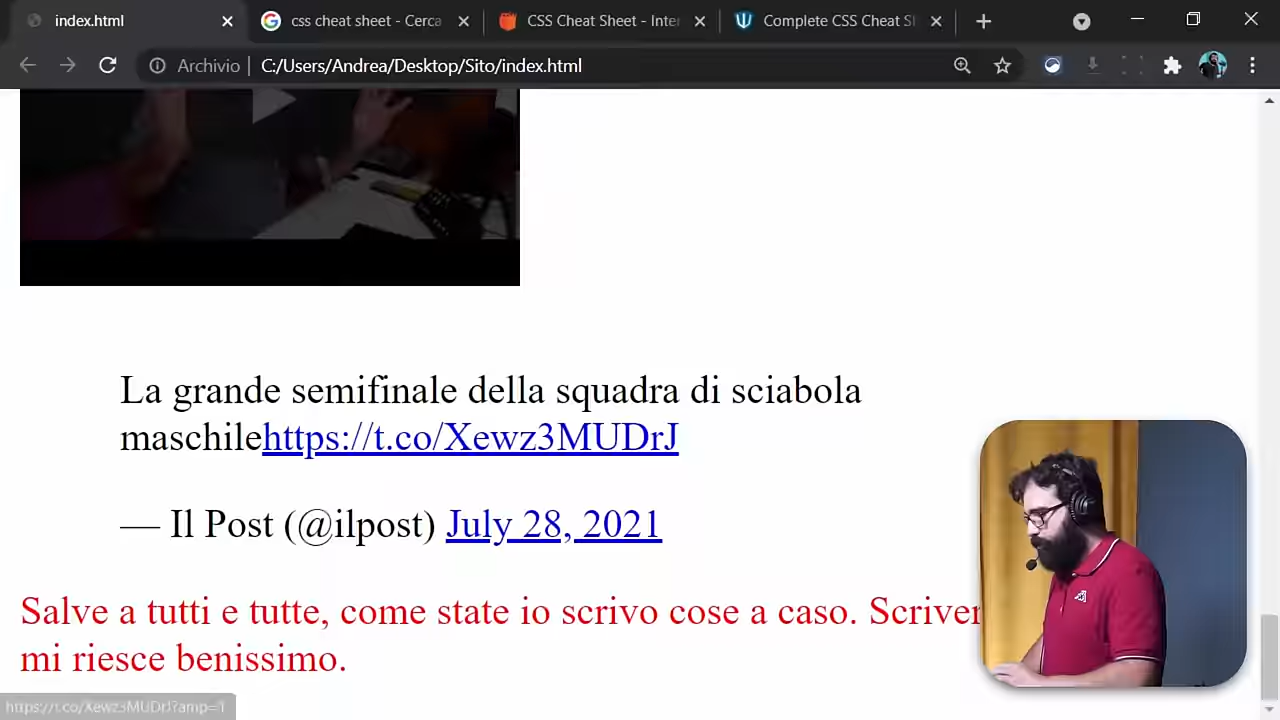 index.html
css cheat sheet - Cerca
CSS Cheat Sheet - Inter
Complete CSS Cheat
Archivio
C:/Users/Andrea/Desktop/Sito/index.html
La grande semifinale della squadra di sciabola
maschilehttps://t.co/Xewz3MUDrJ
— Il Post (@ilpost) July 28, 2021
Salve a tutti e tutte, come state io scrivo cose a caso. Scriver
mi riesce benissimo.
https://t.co/Xewz3MUDrJ?amp=1